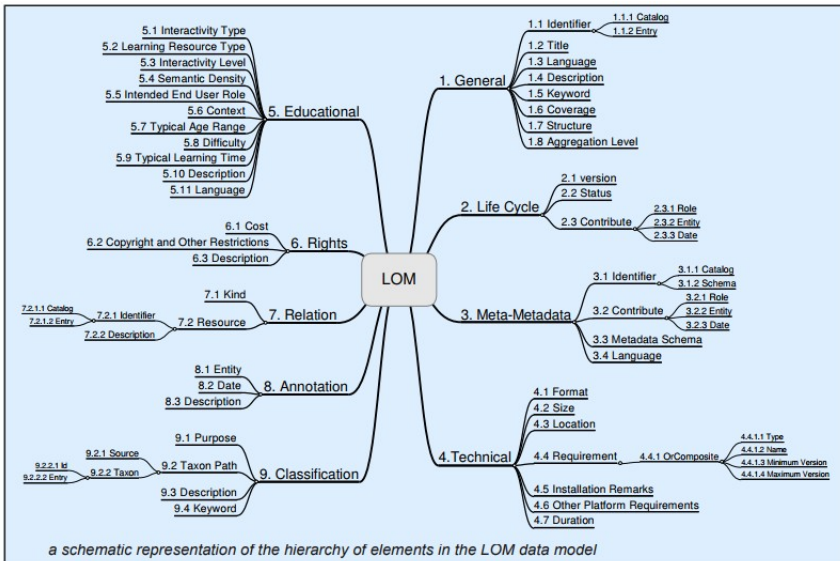 LOM
1. General
1.1 Identifier
1.1.1 Catalog
1.1.2 Entry
1.2 Title
1.3 Language
1.4 Description
1.5 Keyword
1.6 Coverage
1.7 Structure
1.8 Aggregation Level
2. Life Cycle
2.1 version
2.2 Status
2.3 Contribute
2.3.1 Role
2.3.2 Entity
2.3.3 Date
3. Meta-Metadata
3.1 Identifier
3.1.1 Catalog
3.1.2 Schema
3.2 Contribute
3.2.1 Role
3.2.2 Entity
3.2.3 Date
3.3 Metadata Schema
3.4 Language
4.Technical
4.1 Format
4.2 Size
4.3 Location
4.4 Requirement
4.4.1 OrComposite
4.4.1.1 Type
4.4.1.2 Name
4.4.1.3 Minimum Version
4.4.1.4 Maximum Version
4.5 Installation Remarks
4.6 Other Platform Requirements
4.7 Duration
5. Educational
5.1 Interactivity Type
5.2 Learning Resource Type
5.3 Interactivity Level
5.4 Semantic Density
5.5 Intended End User Role
5.6 Context
5.7 Typical Age Range
5.8 Difficulty
5.9 Typical Learning Time
5.10 Description
5.11 Language
6. Rights
6.1 Cost
6.2 Copyright and Other Restrictions
6.3 Description
7. Relation
7.1 Kind
7.2 Resource
7.2.1 Identifier
7.2.1.1 Catalog
7.2.1.2 Entry
7.2.2 Description
8. Annotation
8.1 Entity
8.2 Date
8.3 Description
9. Classification
9.1 Purpose
9.2 Taxon Path
9.2.1 Source
9.2.2 Taxon
9.2.2.1 Id
9.2.2.2 Entry
9.3 Description
9.4 Keyword
a schematic representation of the hierarchy of elements in the LOM data model